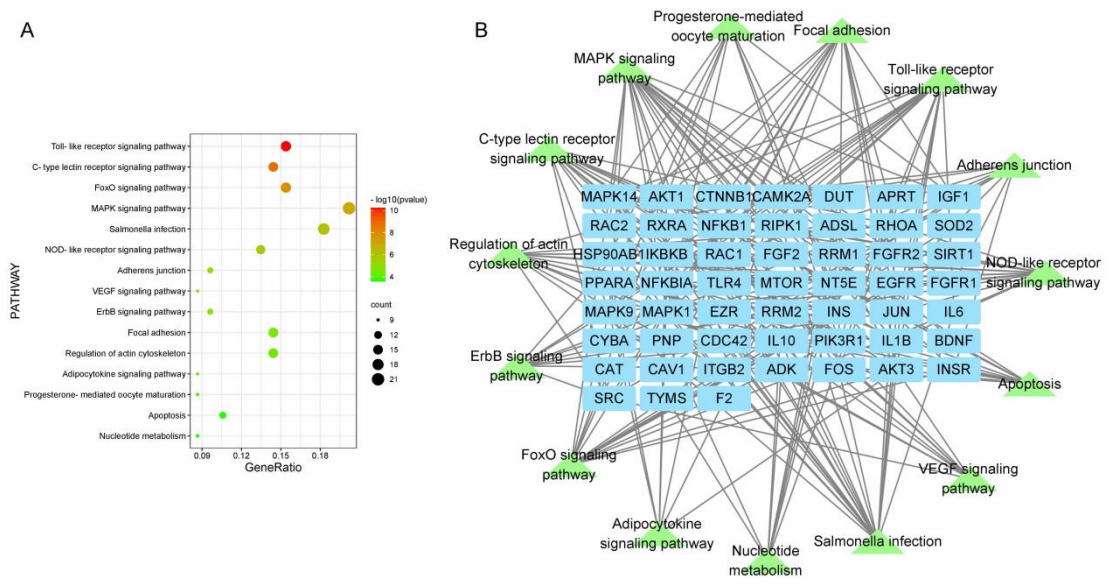 A
PATHWAY
Toll- like receptor signaling pathway
C- type lectin receptor signaling pathway
FoxO signaling pathway
MAPK signaling pathway
Salmonella infection
NOD- like receptor signaling pathway
Adherens junction
VEGF signaling pathway
ErbB signaling pathway
Focal adhesion
Regulation of actin cytoskeleton
Adipocytokine signaling pathway
Progesterone- mediated oocyte maturation
Apoptosis
Nucleotide metabolism
0.09 0.12 0.15 0.18
GeneRatio
- log10(pvalue)
10
8
6
4
count
9
12
15
18
21
B
Progesterone-mediated
oocyte maturation
Focal adhesion
MAPK signaling
pathway
Toll-like receptor
signaling pathway
C-type lectin receptor
signaling pathway
Adherens junction
MAPK14 AKT1 CTNNB1 CAMK2A DUT APRT IGF1
RAC2 RXRA NFKB1 RIPK1 ADSL RHOA SOD2
Regulation of actin
cytoskeleton
HSP90AB1 IKBKB RAC1 FGF2 RRM1 FGFR2 SIRT1
NOD-like receptor
signaling pathway
PPARA NFKBIA TLR4 MTOR NT5E EGFR FGFR1
MAPK9 MAPK1 EZR RRM2 INS JUN IL6
CYBA PNP CDC42 IL10 PIK3R1 IL1B BDNF
ErbB signaling
pathway
CAT CAV1 ITGB2 ADK FOS AKT3 INSR
Apoptosis
SRC TYMS F2
FoxO signaling
pathway
VEGF signaling
pathway
Adipocytokine
signaling pathway
Nucleotide
metabolism
Salmonella infection